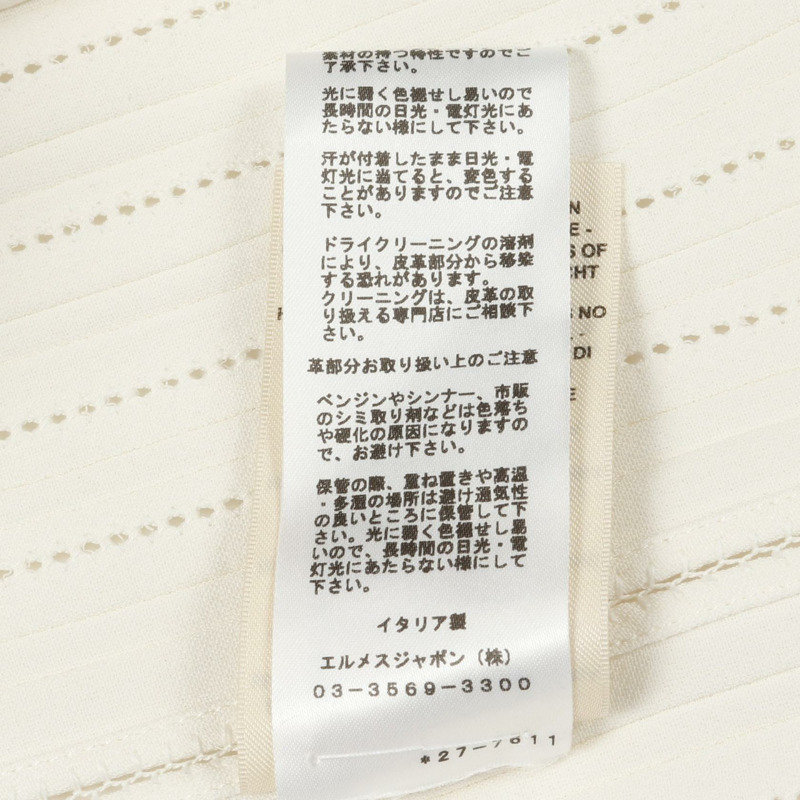 素材の持つ特性ですのでご
了承下さい。
光に弱く色褪せし易いので
長時間の日光・電灯光にあ
たらない様にして下さい。
汗が付着したまま日光・電
灯光に当てると、変色する
ことがありますのでご注意
下さい。
ドライクリーニングの溶剤
により、皮革部分から移染
する恐れがあります。
クリーニングは、皮革の取
り扱える専門店にご相談下
さい。
革部分お取り扱い上のご注意
ベンジンやシンナー、市販
のシミ取り剤などは色落ち
や硬化の原因になりますの
で、お避け下さい。
保管の際、重ね置きや高温
・多湿の場所は避け通気性
の良いところに保管して下
さい。光に弱く色褪せし易
いので、長時間の日光・電
灯光にあたらない様にして
下さい。
イタリア製
エルメスジャポン（株）
03-3569-3300
*27-7611
N
E -
S OF
CHT
S NO
. -
DI
E